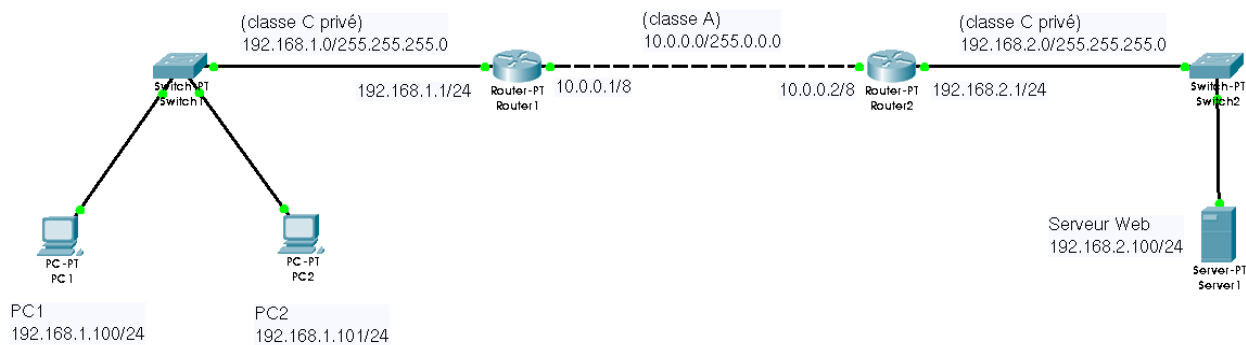 (classe C privé)
192.168.1.0/255.255.255.0
(classe A)
10.0.0.0/255.0.0.0
(classe C privé)
192.168.2.0/255.255.255.0
Switch-PT
Switch1
192.168.1.1/24
Router-PT
Router1
10.0.0.1/8
10.0.0.2/8
Router-PT
Router2
192.168.2.1/24
Switch-PT
Switch2
PC-PT
PC1
PC-PT
PC2
Serveur Web
192.168.2.100/24
Server-PT
Server1
PC1
192.168.1.100/24
PC2
192.168.1.101/24